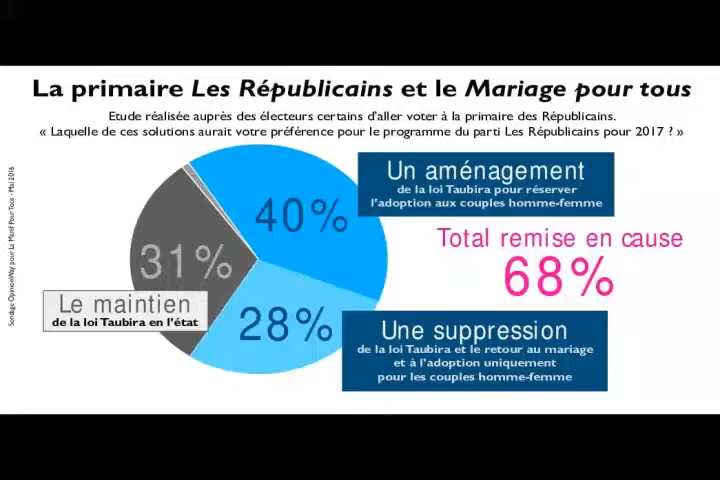 La primaire Les Républicains et le Mariage pour tous
Etude réalisée auprès des électeurs certains d'aller voter à la primaire des Républicains.
« Laquelle de ces solutions aurait votre préférence pour le programme du parti Les Républicains pour 2017 ? »
Sondage OpinionWay pour La Manif Pour Tous - Mai 2016
40%
Un aménagement
de la loi Taubira pour réserver
l'adoption aux couples homme-femme
Total remise en cause
68%
31%
Le maintien
de la loi Taubira en l'état
28%
Une suppression
de la loi Taubira et le retour au mariage
et à l'adoption uniquement
pour les couples homme-femme